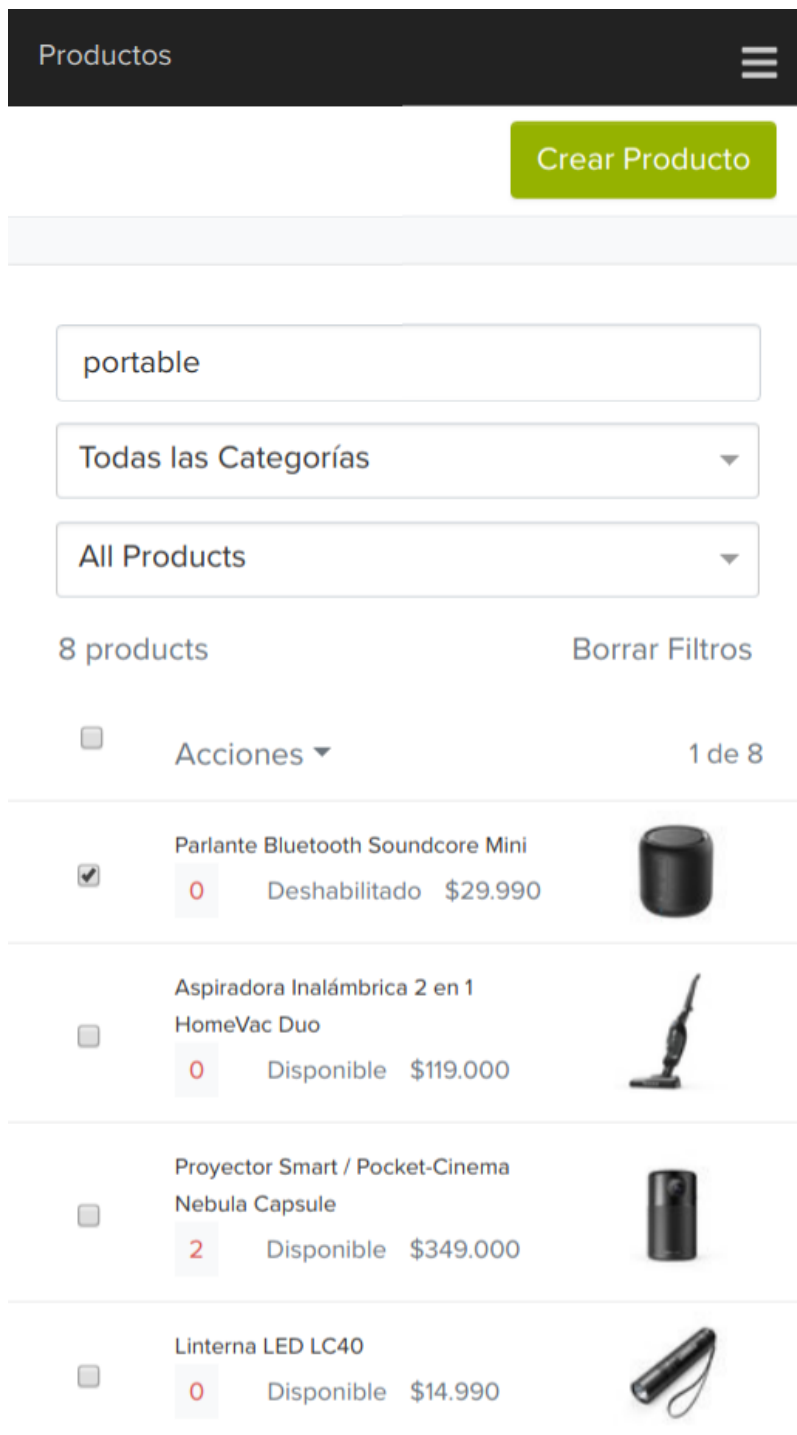 Productos
Crear Producto
portable
Todas las Categorías
All Products
8 products Borrar Filtros
Acciones 1 de 8
Parlante Bluetooth Soundcore Mini
0 Deshabilitado $29.990
Aspiradora Inalámbrica 2 en 1
HomeVac Duo
0 Disponible $119.000
Proyector Smart / Pocket-Cinema
Nebula Capsule
2 Disponible $349.000
Linterna LED LC40
0 Disponible $14.990